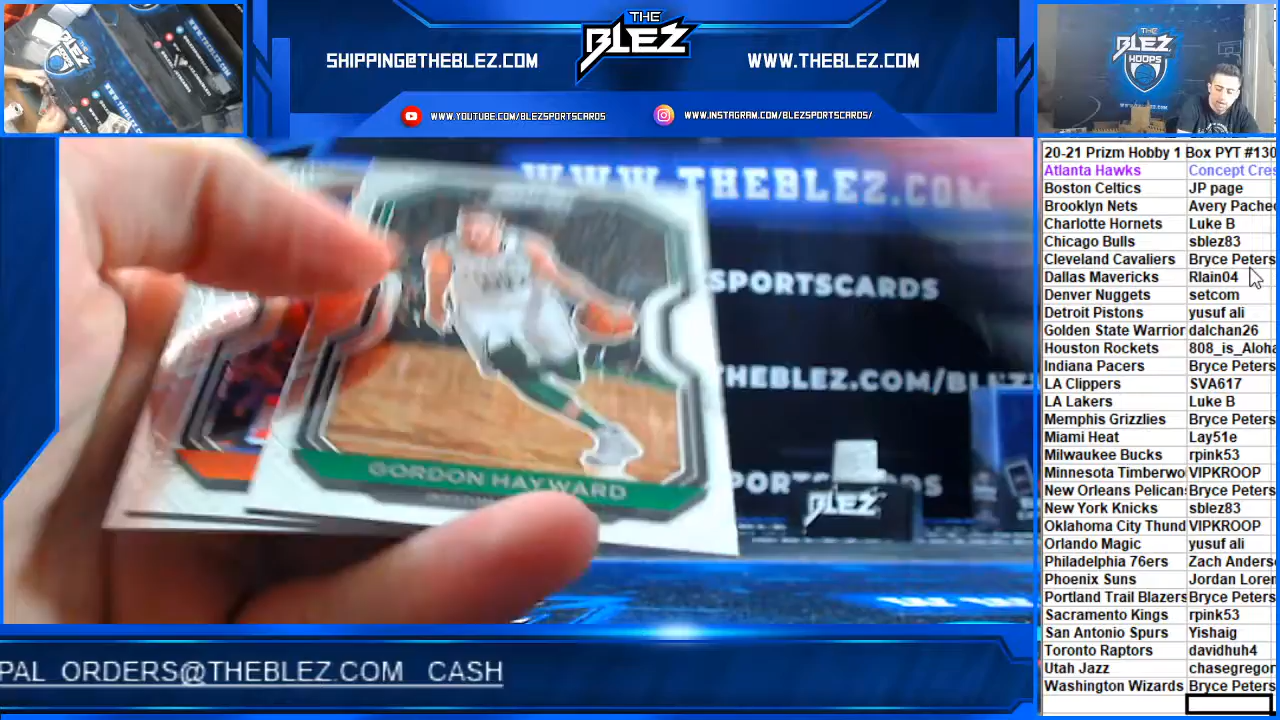 THE
BLEZ
SHIPPING@THEBLEZ.COM
WWW.THEBLEZ.COM
WWW.YOUTUBE.COM/BLEZSPORTSCARDS
WWW.INSTAGRAM.COM/BLEZSPORTSCARDS/
THE
BLEZ
HOOPS
WWW.THEBLEZ.COM
SPORTSCARDS
THEBLEZ.COM/BLEZ
GORDON HAYWARD
BLEZ
20-21 Prizm Hobby 1 Box PYT #130
Atlanta Hawks Concept Cres
Boston Celtics JP page
Brooklyn Nets Avery Pachec
Charlotte Hornets Luke B
Chicago Bulls sblez83
Cleveland Cavaliers Bryce Peters
Dallas Mavericks Rlain04
Denver Nuggets setcom
Detroit Pistons yusuf ali
Golden State Warrior dalchan26
Houston Rockets 808_is_Aloha
Indiana Pacers Bryce Peters
LA Clippers SVA617
LA Lakers Luke B
Memphis Grizzlies Bryce Peters
Miami Heat Lay51e
Milwaukee Bucks rpink53
Minnesota Timberwo VIPKROOP
New Orleans Pelicans Bryce Peters
New York Knicks sblez83
Oklahoma City Thund VIPKROOP
Orlando Magic yusuf ali
Philadelphia 76ers Zach Anders
Phoenix Suns Jordan Loren
Portland Trail Blazers Bryce Peters
Sacramento Kings rpink53
San Antonio Spurs Yishaig
Toronto Raptors davidhuh4
Utah Jazz chasegregor
Washington Wizards Bryce Peters
PAL ORDERS@THEBLEZ.COM CASH